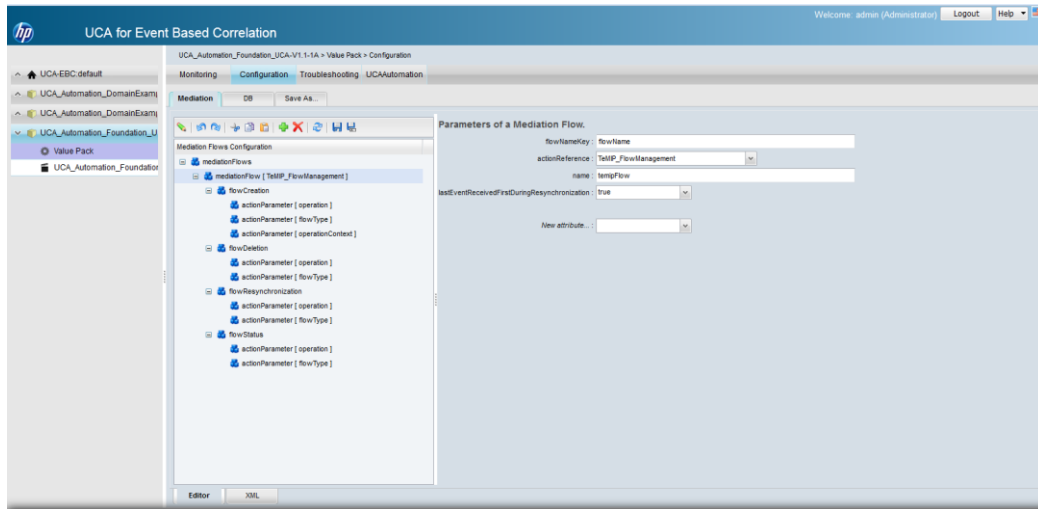 Welcome: admin (Administrator) Logout Help
hp UCA for Event Based Correlation
UCA_Automation_Foundation_UCA-V1.1-1A > Value Pack > Configuration
UCA-EBC:default
Monitoring Configuration Troubleshooting UCAAutomation
UCA_Automation_DomainExamp
Mediation DB Save As...
UCA_Automation_DomainExamp
UCA_Automation_Foundation_U
Value Pack
UCA_Automation_Foundation
Mediation Flows Configuration
mediationFlows
mediationFlow [ TeMIP_FlowManagement ]
flowCreation
actionParameter [ operation ]
actionParameter [ flowType ]
actionParameter [ operationContext ]
flowDeletion
actionParameter [ operation ]
actionParameter [ flowType ]
flowResynchronization
actionParameter [ operation ]
actionParameter [ flowType ]
flowStatus
actionParameter [ operation ]
actionParameter [ flowType ]
Parameters of a Mediation Flow.
flowNameKey : flowName
actionReference : TeMIP_FlowManagement
name : temipFlow
lastEventReceivedFirstDuringResynchronization : true
New attribute... :
Editor XML